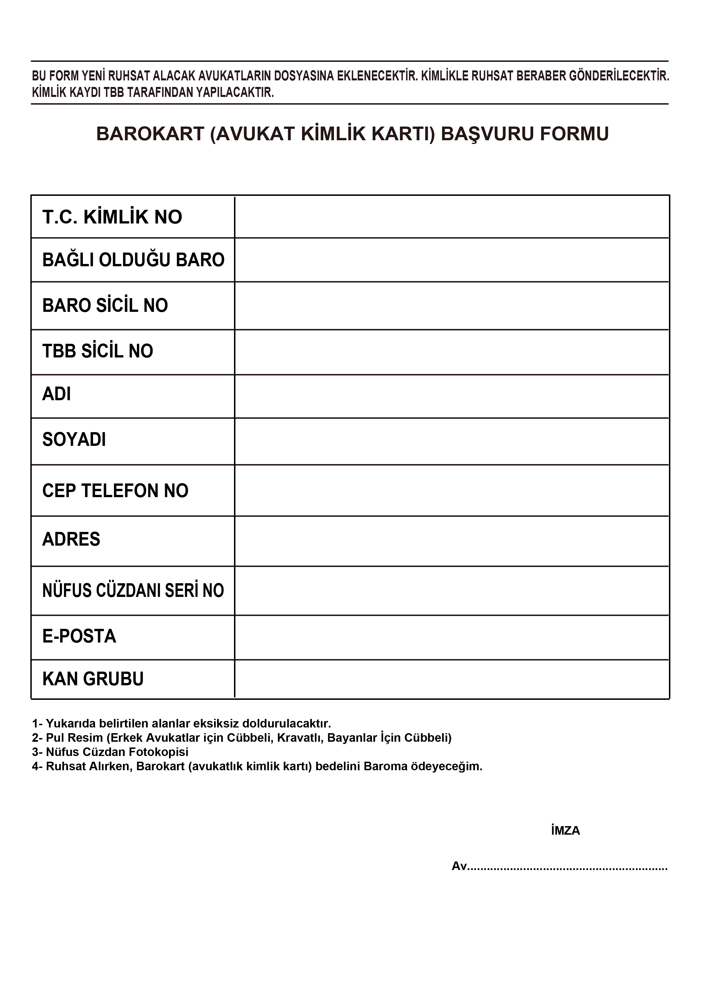 BU FORM YENİ RUHSAT ALACAK AVUKATLARIN DOSYASINA EKLENECEKTİR. KİMLİKLE RUHSAT BERABER GÖNDERİLECEKTİR.
KİMLİK KAYDI TBB TARAFINDAN YAPILACAKTIR.
BAROKART (AVUKAT KİMLİK KARTI) BAŞVURU FORMU
T.C. KİMLİK NO
BAĞLI OLDUĞU BARO
BARO SİCİL NO
TBB SİCİL NO
ADI
SOYADI
CEP TELEFON NO
ADRES
NÜFUS CÜZDANI SERİ NO
E-POSTA
KAN GRUBU
1- Yukarıda belirtilen alanlar eksiksiz doldurulacaktır.
2- Pul Resim (Erkek Avukatlar için Cübbeli, Kravatlı, Bayanlar İçin Cübbeli)
3- Nüfus Cüzdan Fotokopisi
4- Ruhsat Alırken, Barokart (avukatlık kimlik kartı) bedelini Baroma ödeyeceğim.
İMZA
Av.............................................................